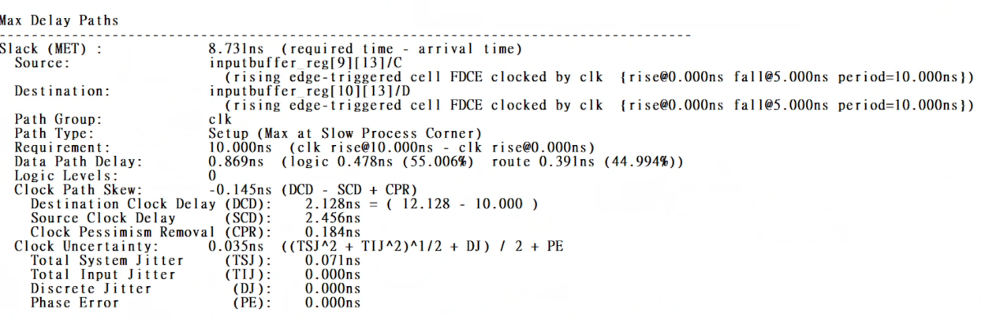 Max Delay Paths
--------------------------------------------------------------------------------------
Slack (MET) :             8.731ns  (required time - arrival time)
  Source:                 inputbuffer_reg[9][13]/C
                            (rising edge-triggered cell FDCE clocked by clk  {rise@0.000ns fall@5.000ns period=10.000ns})
  Destination:            inputbuffer_reg[10][13]/D
                            (rising edge-triggered cell FDCE clocked by clk  {rise@0.000ns fall@5.000ns period=10.000ns})
  Path Group:             clk
  Path Type:              Setup (Max at Slow Process Corner)
  Requirement:            10.000ns  (clk rise@10.000ns - clk rise@0.000ns)
  Data Path Delay:        0.869ns  (logic 0.478ns (55.006%)  route 0.391ns (44.994%))
  Logic Levels:           0
  Clock Path Skew:        -0.145ns (DCD - SCD + CPR)
    Destination Clock Delay (DCD):    2.128ns = ( 12.128 - 10.000 )
    Source Clock Delay      (SCD):    2.456ns
    Clock Pessimism Removal (CPR):    0.184ns
  Clock Uncertainty:      0.035ns  ((TSJ^2 + TIJ^2)^1/2 + DJ) / 2 + PE
    Total System Jitter     (TSJ):    0.071ns
    Total Input Jitter      (TIJ):    0.000ns
    Discrete Jitter          (DJ):    0.000ns
    Phase Error              (PE):    0.000ns